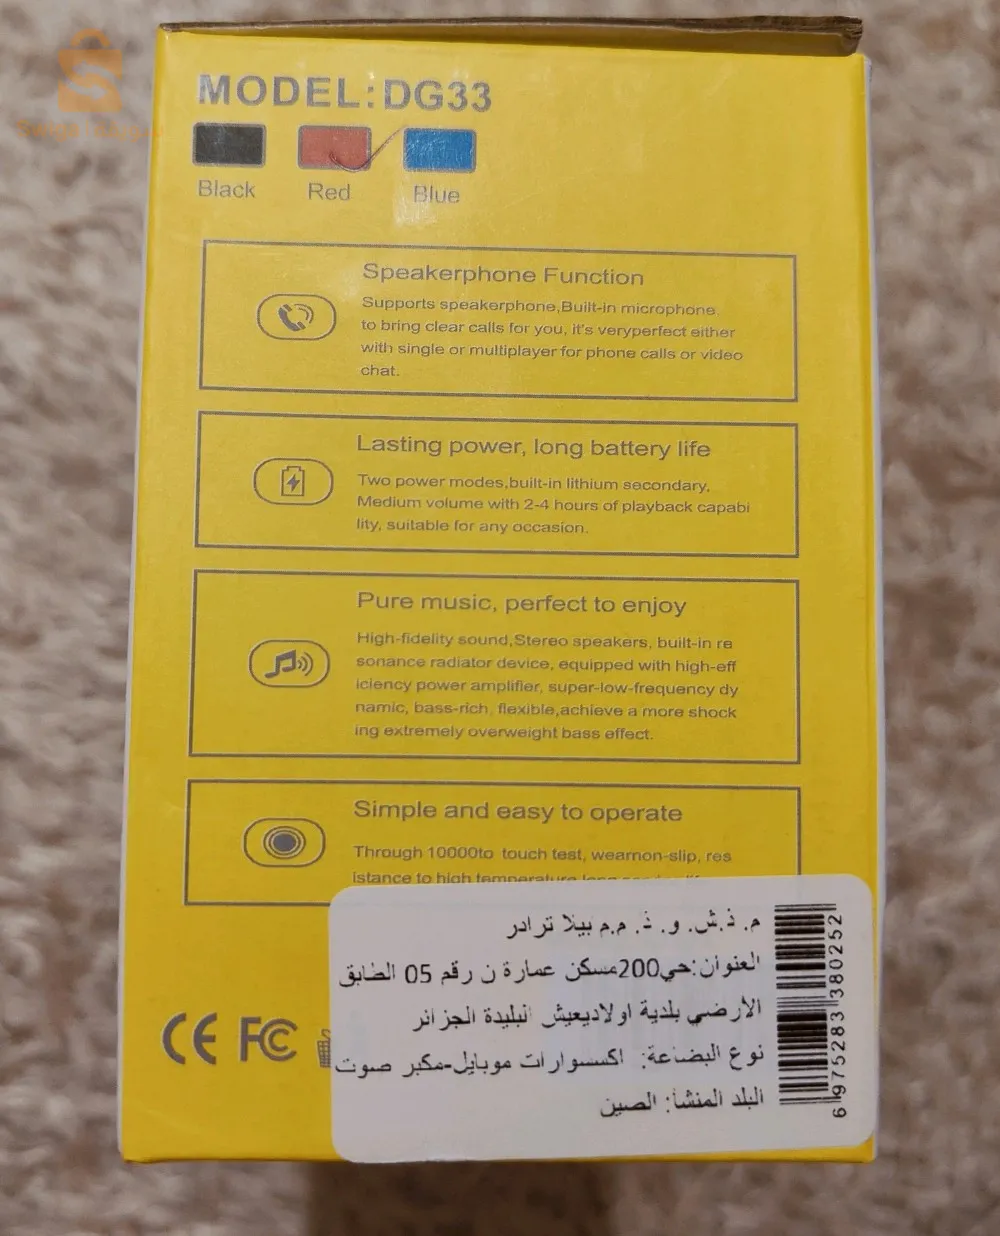 MODEL:DG33
Black Red Blue
Speakerphone Function
Supports speakerphone,Built-in microphone.
to bring clear calls for you, it's veryperfect either
with single or multiplayer for phone calls or video
chat.
Lasting power, long battery life
Two power modes,built-in lithium secondary.
Medium volume with 2-4 hours of playback capabi
lity, suitable for any occasion.
Pure music, perfect to enjoy
High-fidelity sound,Stereo speakers, built-in re
sonance radiator device, equipped with high-eff
iciency power amplifier, super-low-frequency dy
namic, bass-rich, flexible,achieve a more shock
ing extremely overweight bass effect.
Simple and easy to operate
Through 10000to touch test, wearnon-slip, res
istance to high temperature
م. ذ.ش. و. ذ. م.م بيلا ترادر
العنوان:حي200مسكن عمارة ن رقم 05 الطابق
الارضي بلدية اولاديعيش البليدة الجزائر
نوع البضاعة: اكسسوارات موبايل-مكبر صوت
البلد المنشأ: الصين
6 975283 380252
CE FC